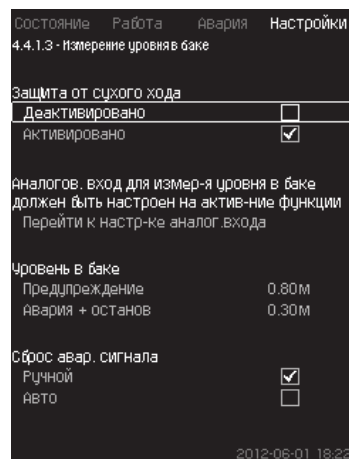 Состояние Работа Авария Настройки
4.4.1.3 - Измерение уровня в баке
Защита от сухого хода
Деактивировано
Активировано
Аналогов. вход для измер-я уровня в баке
должен быть настроен на актив-ние функции
Перейти к настр-ке аналог.входа
Уровень в баке
Предупреждение 0.80м
Авария + останов 0.30м
Сброс авар. сигнала
Ручной
Авто
2012-06-01 18:22